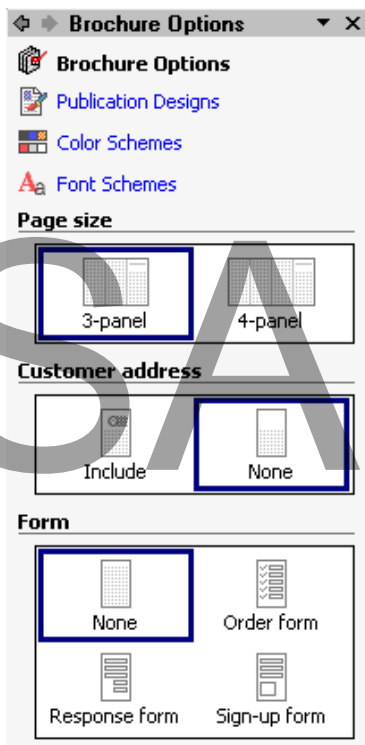 Brochure Options
Brochure Options
Publication Designs
Color Schemes
Aa Font Schemes
Page size
3-panel 4-panel
Customer address
Include None
Form
None Order form
Response form Sign-up form
SA